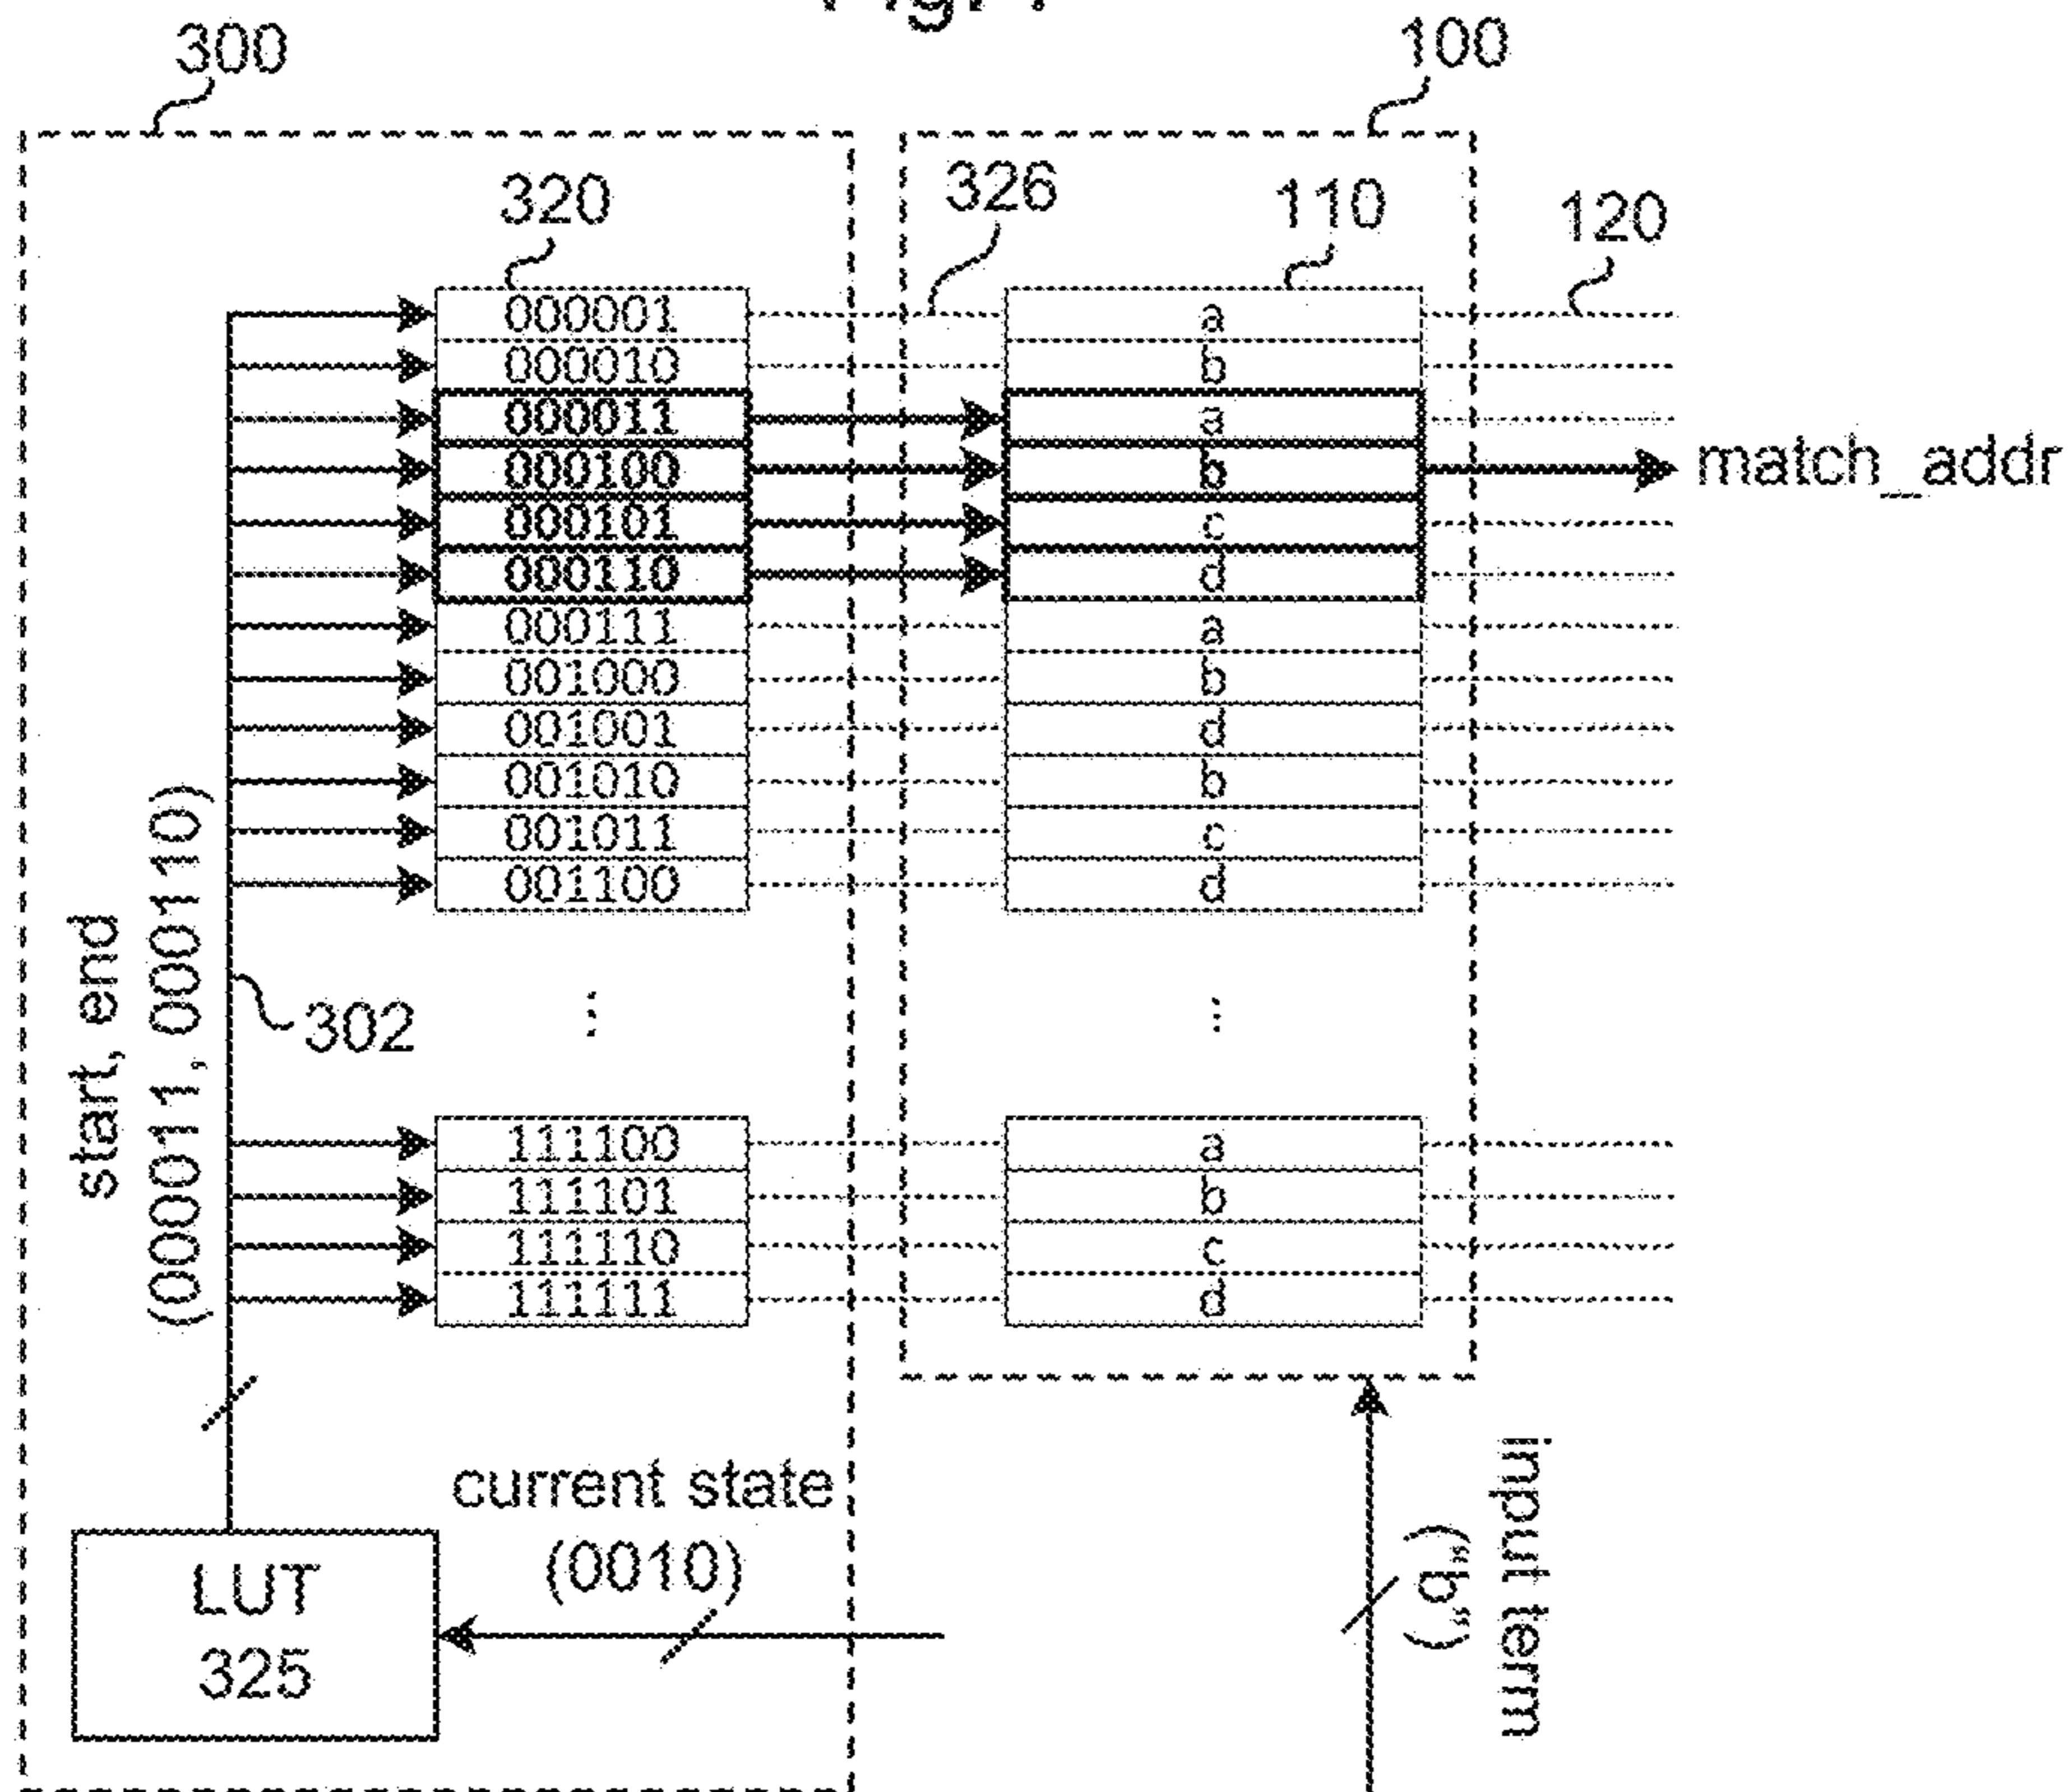 300
100
320
326
110
120
000001
a
000010
b
000011
a
000100
b
match_addr
000101
c
000110
d
000111
a
001000
b
001001
d
001010
b
001011
c
001100
d
start, end
(000011, 000110)
302
⋮
⋮
111100
a
111101
b
111110
c
111111
d
current state
(0010)
input term
("b")
LUT
325